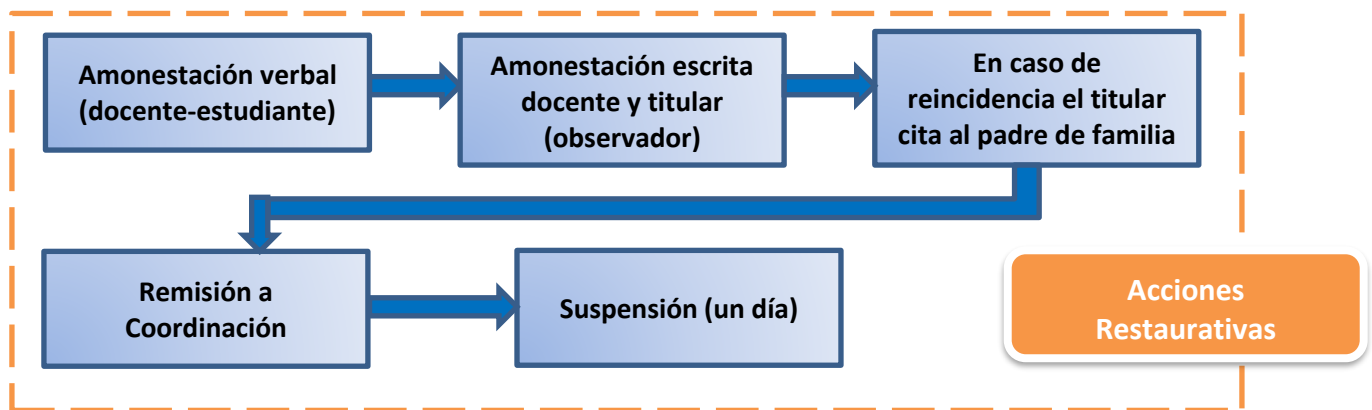 Amonestación verbal
(docente-estudiante)
Amonestación escrita
docente y titular
(observador)
En caso de
reincidencia el titular
cita al padre de familia
Remisión a
Coordinación
Suspensión (un día)
Acciones
Restaurativas